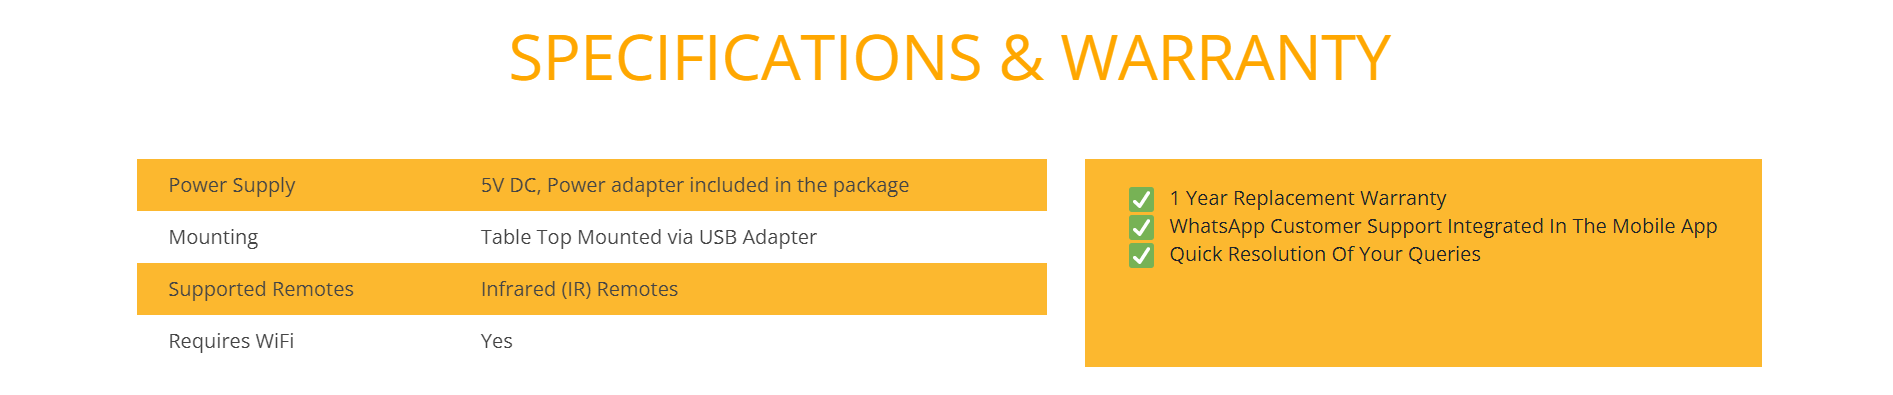 SPECIFICATIONS & WARRANTY
Power Supply 5V DC, Power adapter included in the package
Mounting Table Top Mounted via USB Adapter
Supported Remotes Infrared (IR) Remotes
Requires WiFi Yes
1 Year Replacement Warranty
WhatsApp Customer Support Integrated In The Mobile App
Quick Resolution Of Your Queries